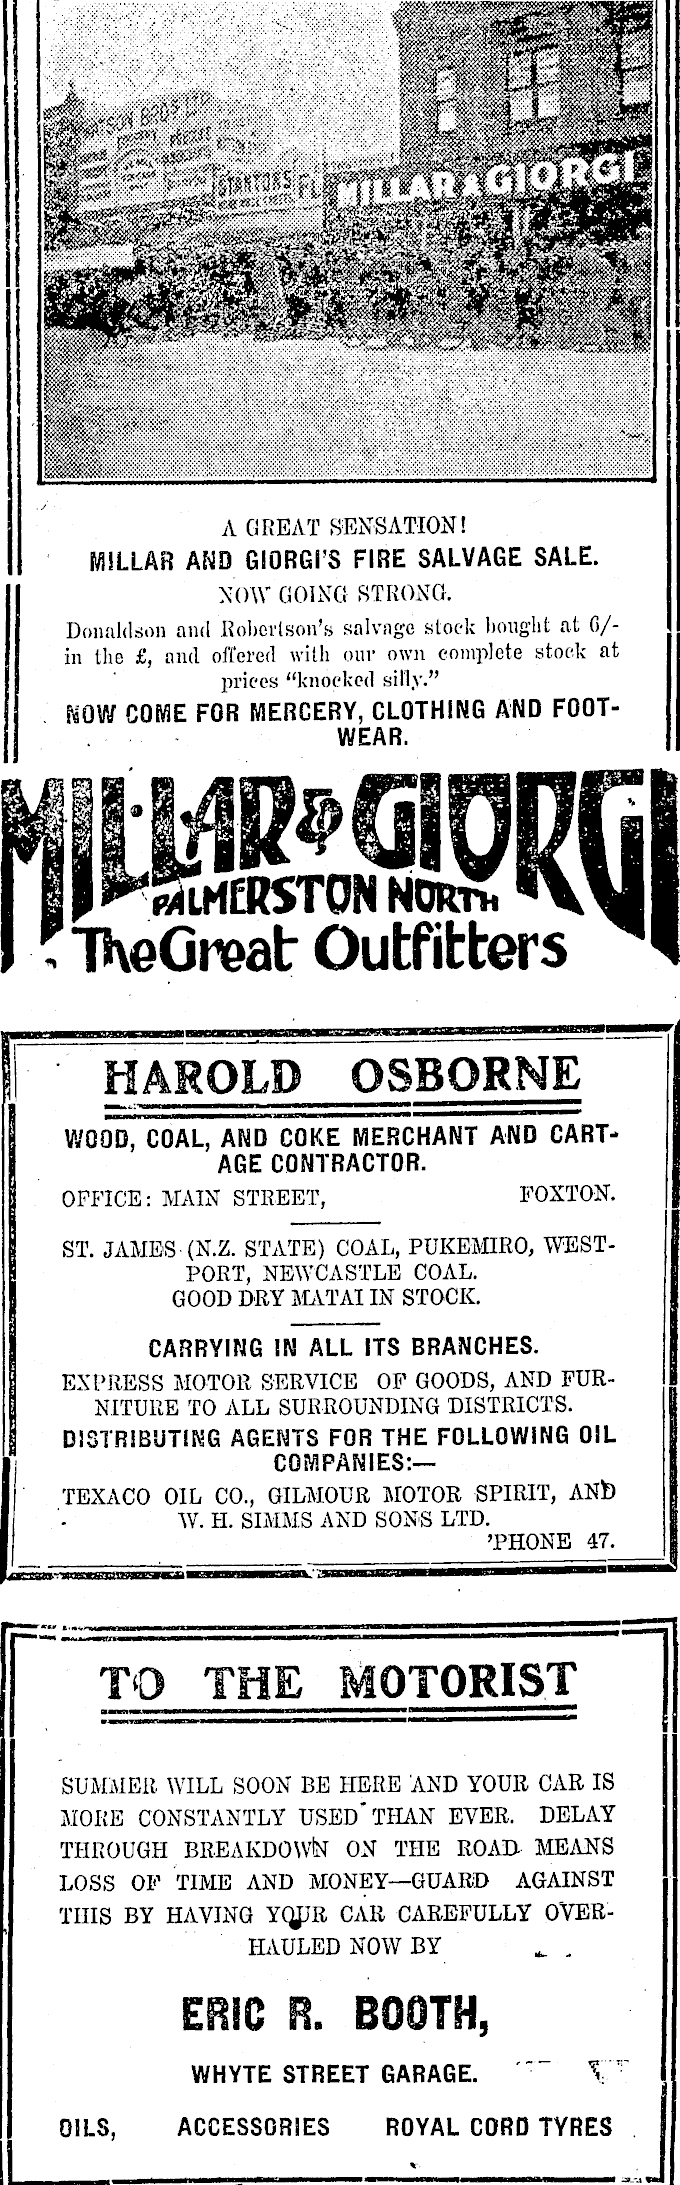 WATSON BROS LTD
STANTONS
MILLAR & GIORGI
A GREAT SENSATION!
MILLAR AND GIORGI'S FIRE SALVAGE SALE.
NOW GOING STRONG.
Donaldson and Robertson's salvage stock bought at 6/-
in the £, and offered with our own complete stock at
prices "knocked silly."
NOW COME FOR MERCERY, CLOTHING AND FOOT-
WEAR.
MILLAR & GIORGI
PALMERSTON NORTH
The Great Outfitters
HAROLD OSBORNE
WOOD, COAL, AND COKE MERCHANT AND CART-
AGE CONTRACTOR.
OFFICE: MAIN STREET, FOXTON.
ST. JAMES (N.Z. STATE) COAL, PUKEMIRO, WEST-
PORT, NEWCASTLE COAL.
GOOD DRY MATAI IN STOCK.
CARRYING IN ALL ITS BRANCHES.
EXPRESS MOTOR SERVICE OF GOODS, AND FUR-
NITURE TO ALL SURROUNDING DISTRICTS.
DISTRIBUTING AGENTS FOR THE FOLLOWING OIL
COMPANIES:—
TEXACO OIL CO., GILMOUR MOTOR SPIRIT, AND
W. H. SIMMS AND SONS LTD.
'PHONE 47.
TO THE MOTORIST
SUMMER WILL SOON BE HERE AND YOUR CAR IS
MORE CONSTANTLY USED THAN EVER. DELAY
THROUGH BREAKDOWN ON THE ROAD MEANS
LOSS OF TIME AND MONEY—GUARD AGAINST
THIS BY HAVING YOUR CAR CAREFULLY OVER-
HAULED NOW BY
ERIC R. BOOTH,
WHYTE STREET GARAGE.
OILS, ACCESSORIES ROYAL CORD TYRES